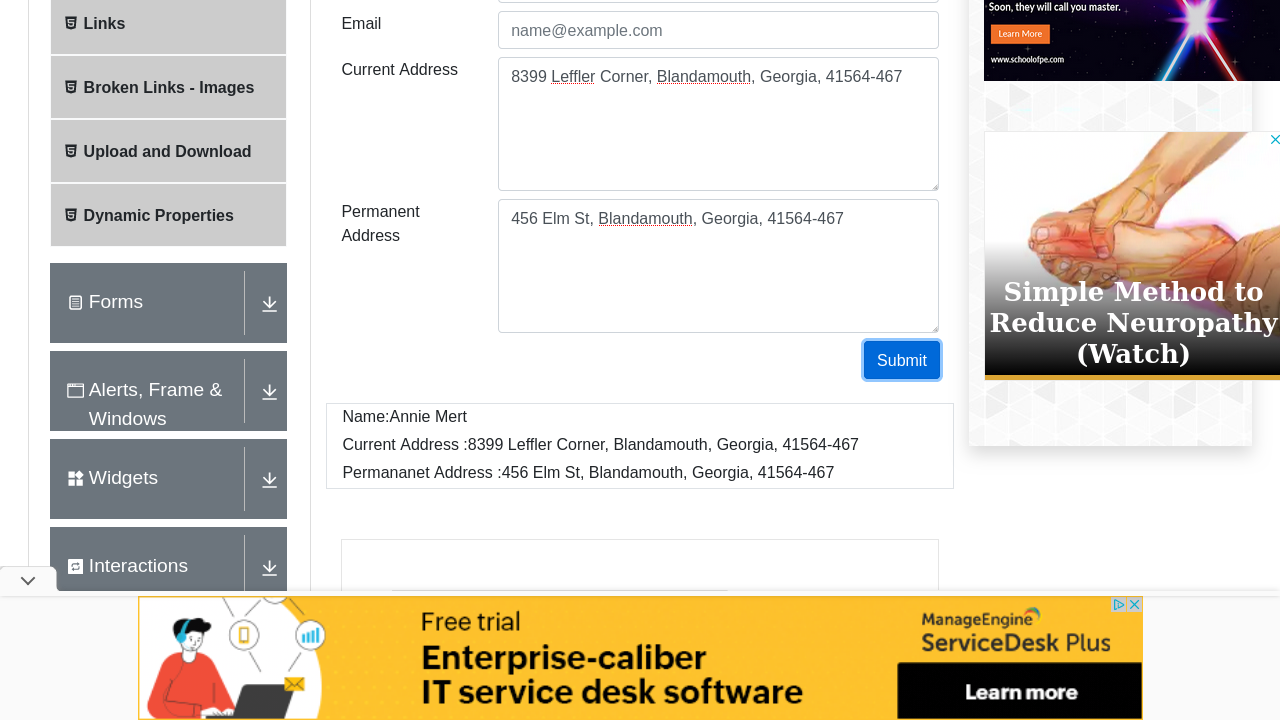 Links
Broken Links - Images
Upload and Download
Dynamic Properties
Forms
Alerts, Frame &
Windows
Widgets
Interactions
Email
name@example.com
Current Address
8399 Leffler Corner, Blandamouth, Georgia, 41564-467
Permanent
Address
456 Elm St, Blandamouth, Georgia, 41564-467
Submit
Name:Annie Mert
Current Address :8399 Leffler Corner, Blandamouth, Georgia, 41564-467
Permananet Address :456 Elm St, Blandamouth, Georgia, 41564-467
Soon, they will call you master.
Learn More
www.schoolofpe.com
Simple Method to
Reduce Neuropathy
(Watch)
Free trial
Enterprise-caliber
IT service desk software
ManageEngine
ServiceDesk Plus
Learn more